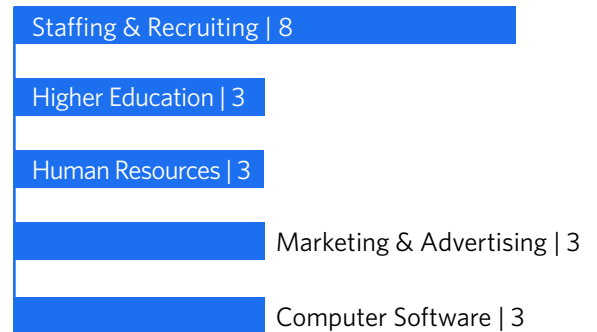 Staffing & Recruiting | 8
Higher Education | 3
Human Resources | 3
Marketing & Advertising | 3
Computer Software | 3